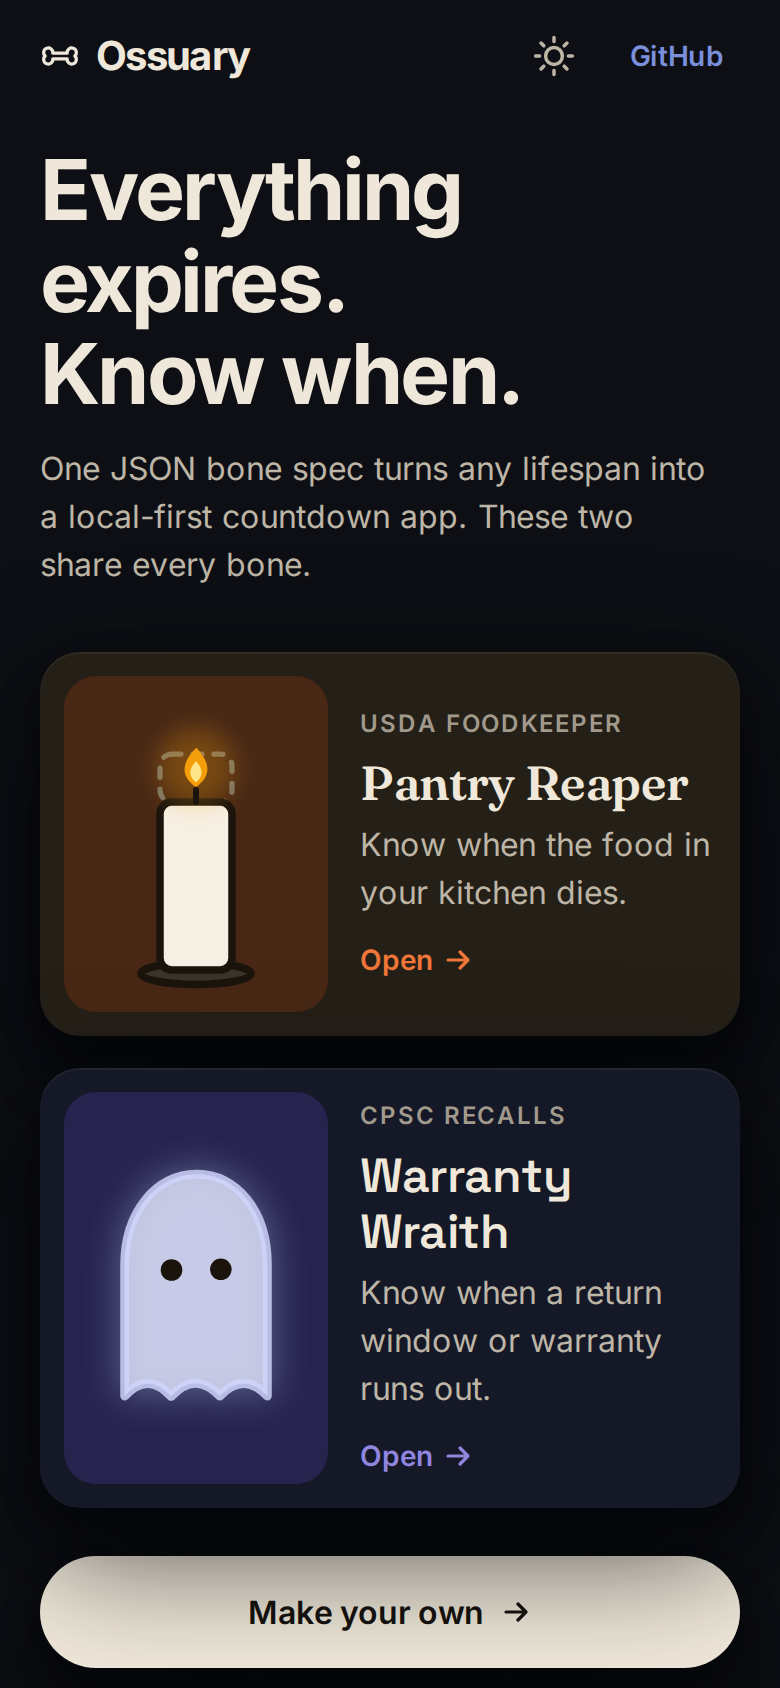 Ossuary
GitHub
Everything
expires.
Know when.
One JSON bone spec turns any lifespan into
a local-first countdown app. These two
share every bone.
USDA FOODKEEPER
Pantry Reaper
Know when the food in
your kitchen dies.
Open →
CPSC RECALLS
Warranty
Wraith
Know when a return
window or warranty
runs out.
Open →
Make your own →